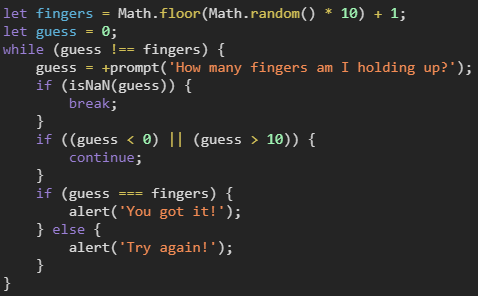 let fingers = Math.floor(Math.random() * 10) + 1;
let guess = 0;
while (guess !== fingers) {
    guess = +prompt('How many fingers am I holding up?');
    if (isNaN(guess)) {
        break;
    }
    if ((guess < 0) || (guess > 10)) {
        continue;
    }
    if (guess === fingers) {
        alert('You got it!');
    } else {
        alert('Try again!');
    }
}